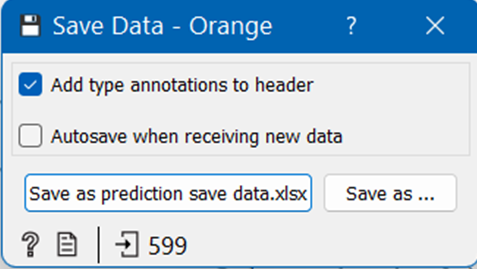 Save Data - Orange ?
Add type annotations to header
Autosave when receiving new data
Save as prediction save data.xlsx Save as ...
? 599